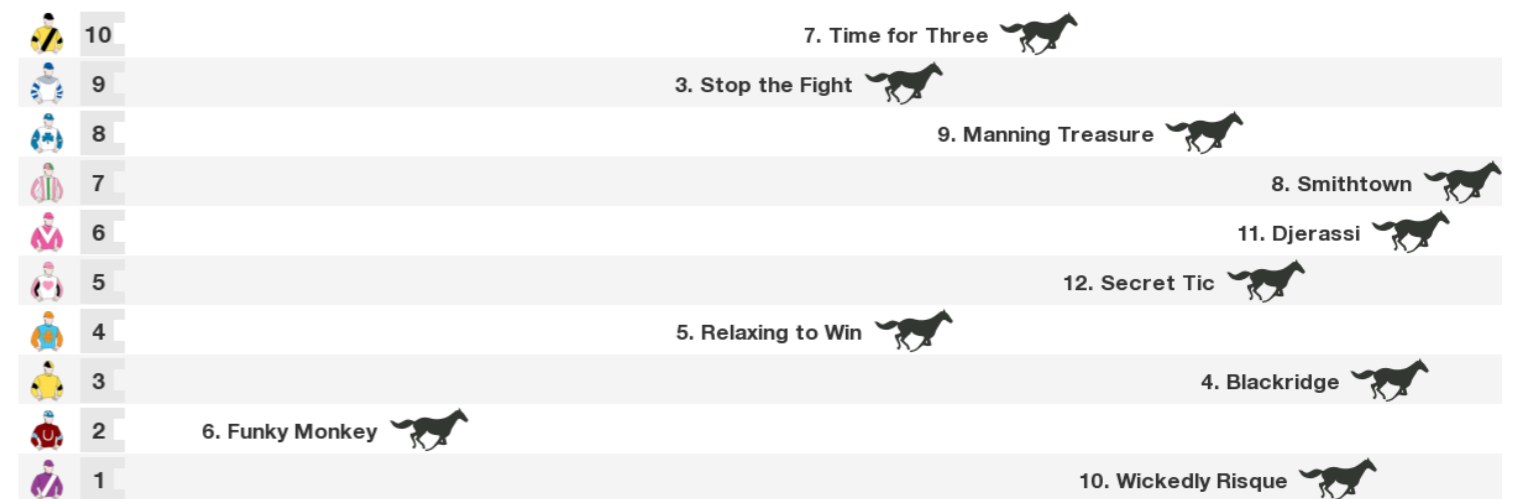 10 7. Time for Three
9 3. Stop the Fight
8 9. Manning Treasure
7 8. Smithtown
6 11. Djerassi
5 12. Secret Tic
4 5. Relaxing to Win
3 4. Blackridge
2 6. Funky Monkey
1 10. Wickedly Risque